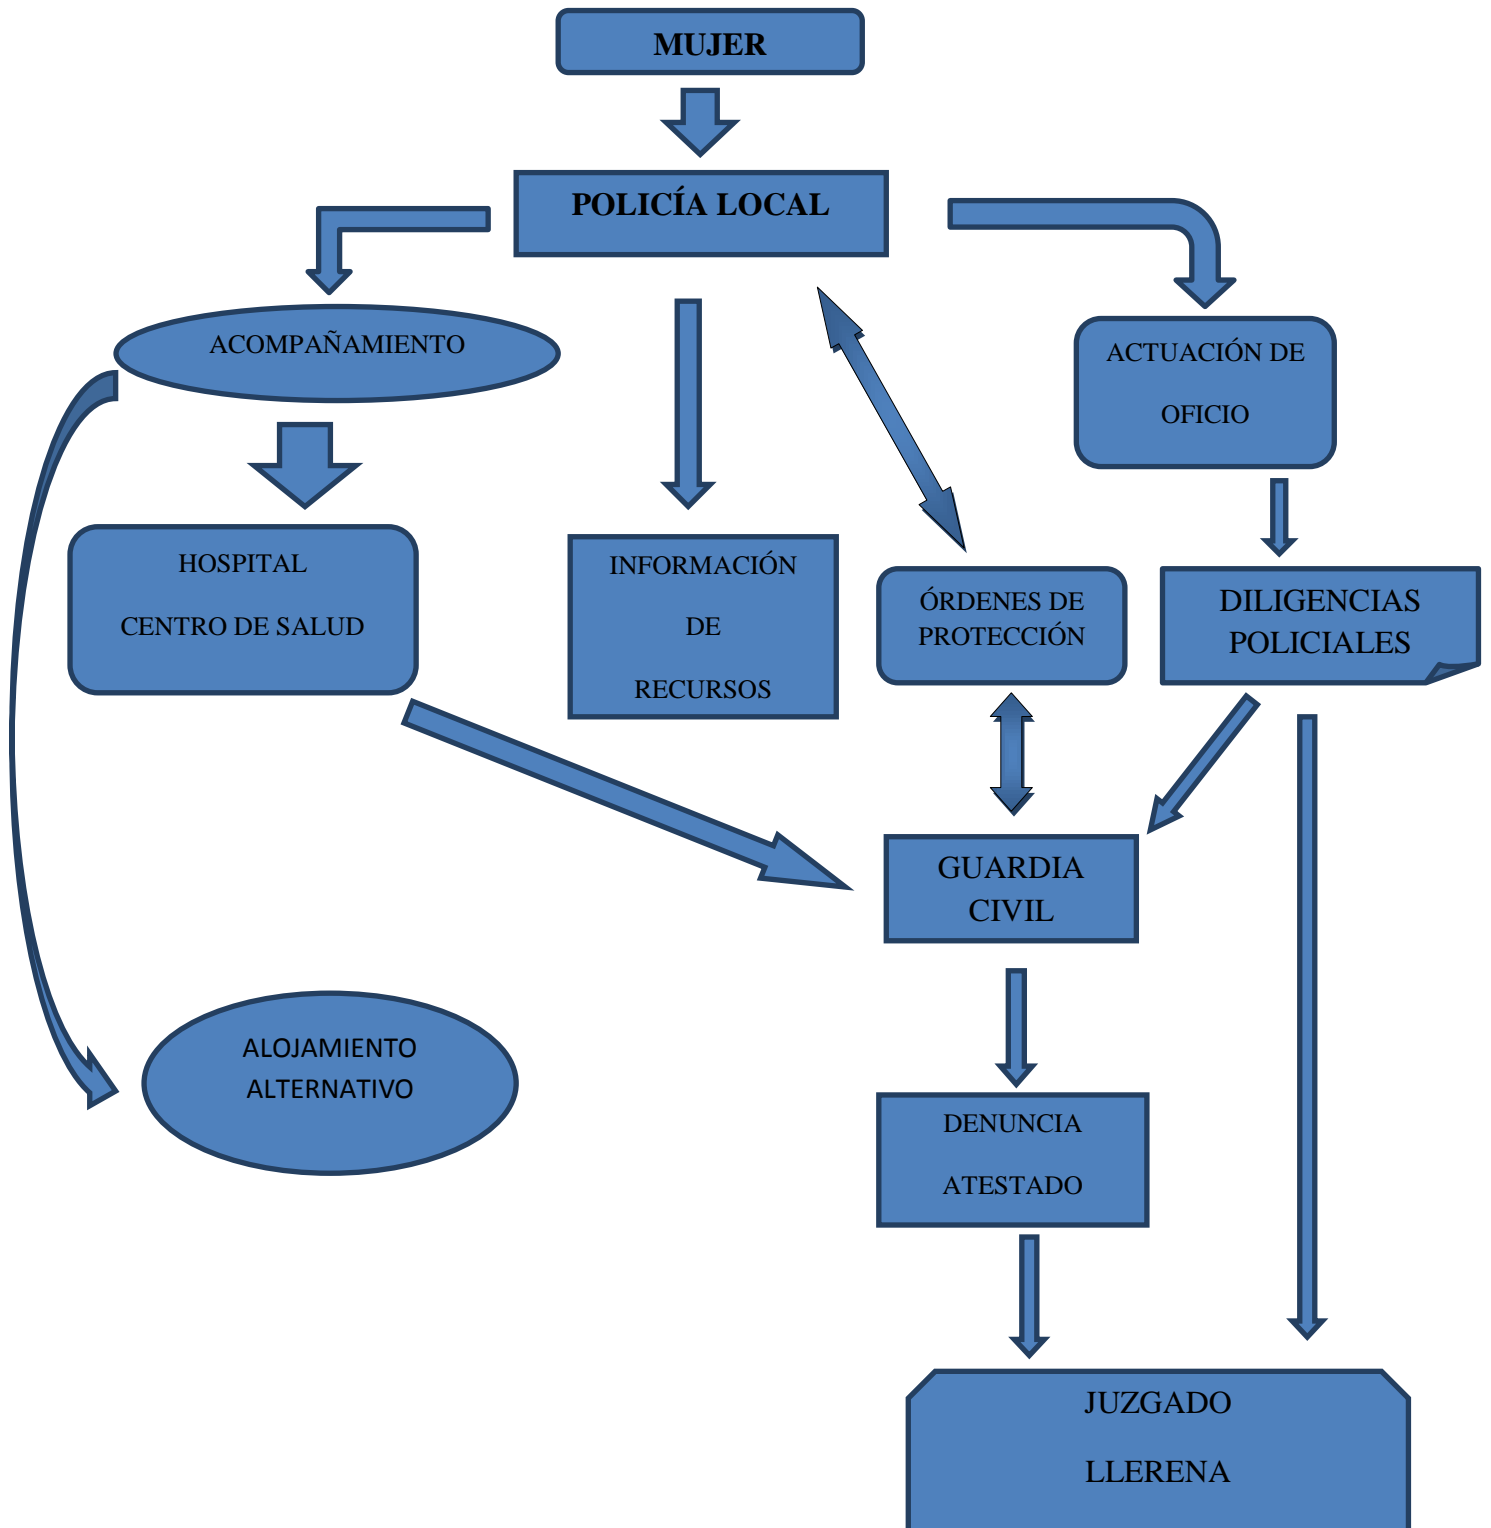 MUJER
POLICÍA LOCAL
ACOMPAÑAMIENTO
ACTUACIÓN DE
OFICIO
HOSPITAL
CENTRO DE SALUD
INFORMACIÓN
DE
RECURSOS
ÓRDENES DE
PROTECCIÓN
DILIGENCIAS
POLICIALES
GUARDIA
CIVIL
ALOJAMIENTO
ALTERNATIVO
DENUNCIA
ATESTADO
JUZGADO
LLERENA